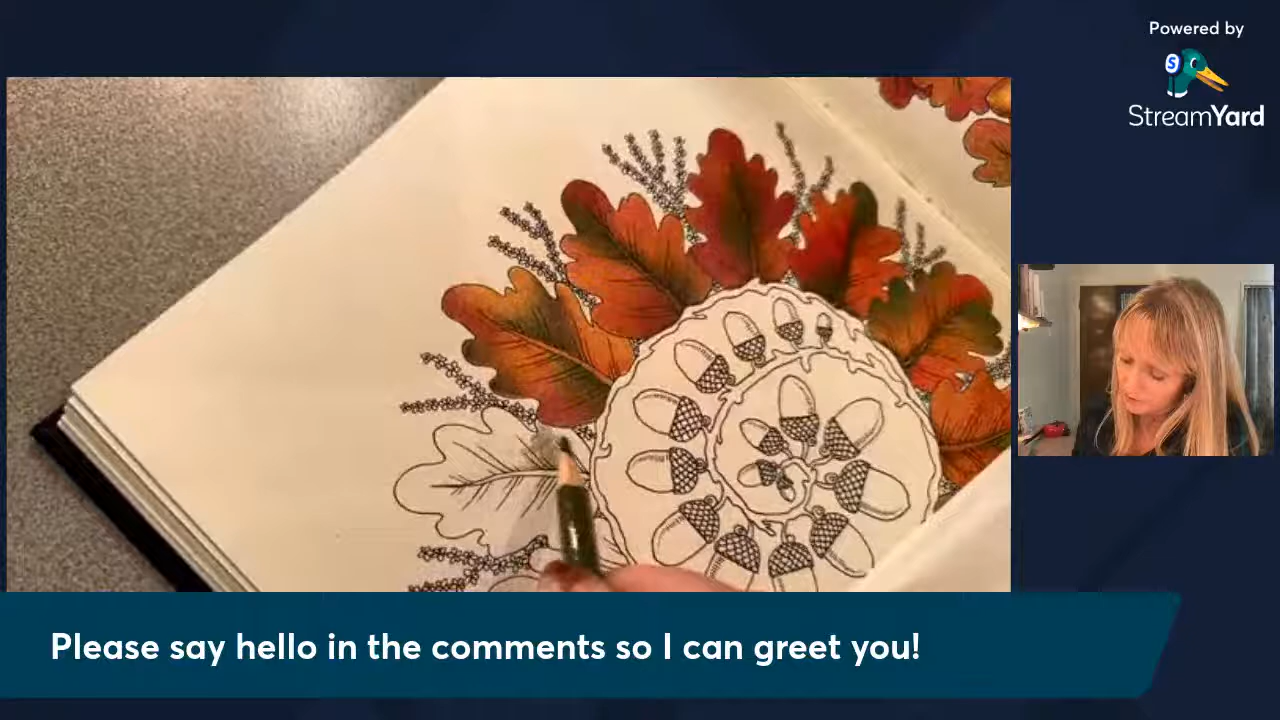 Powered by
S
StreamYard
Please say hello in the comments so I can greet you!